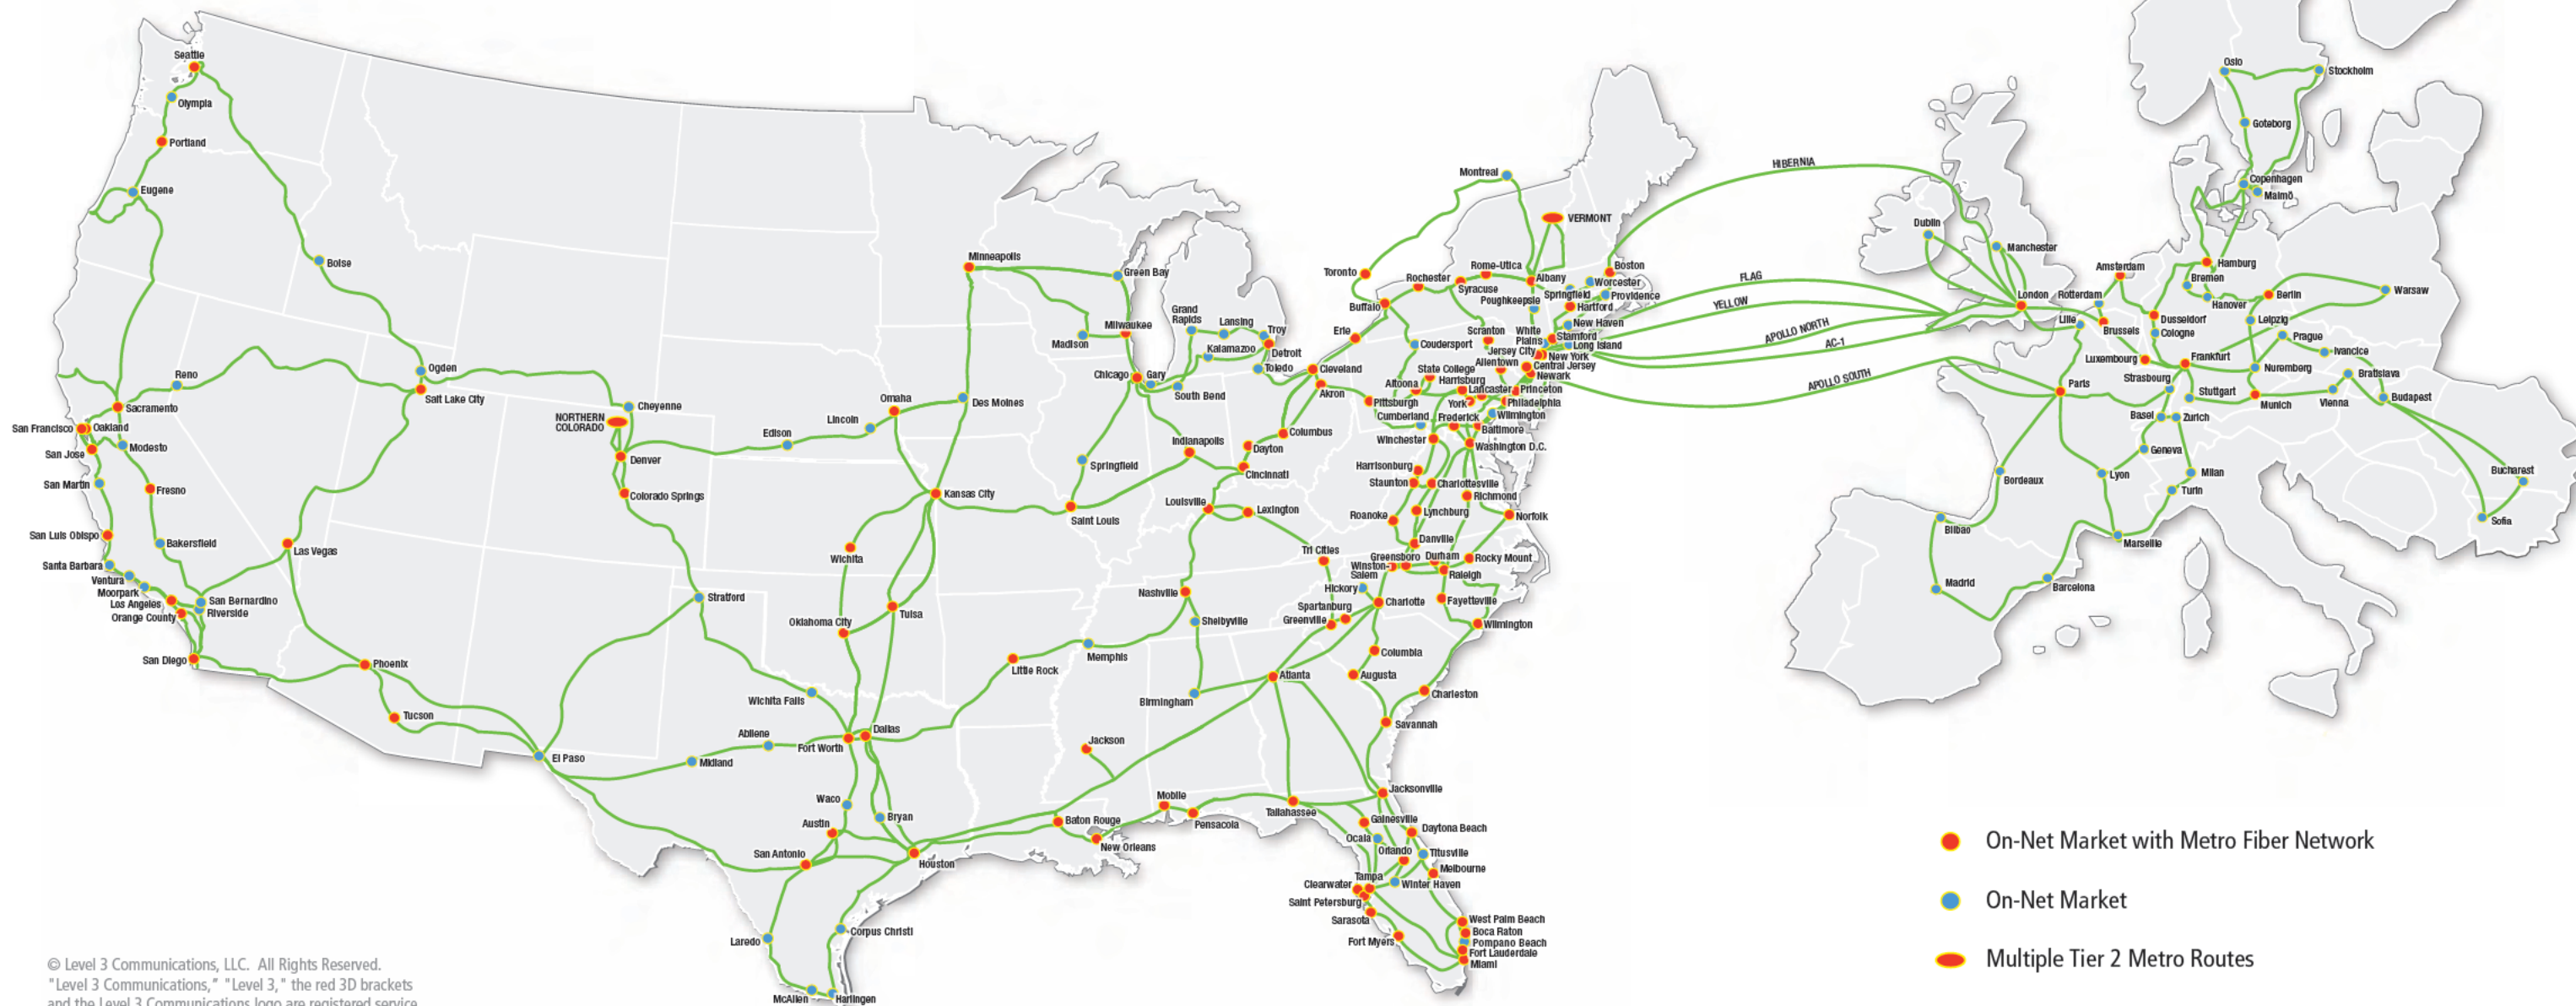 Seattle
Olympia
Portland
Eugene
Boise
Reno
Ogden
Salt Lake City
Sacramento
San Francisco
Oakland
San Jose
Modesto
San Martin
Fresno
San Luis Obispo
Bakersfield
Las Vegas
Santa Barbara
Ventura
Moorpark
Los Angeles
Orange County
San Bernardino
Riverside
San Diego
Phoenix
Tucson
El Paso
NORTHERN
COLORADO
Cheyenne
Denver
Colorado Springs
Edison
Lincoln
Omaha
Des Moines
Minneapolis
Green Bay
Madison
Milwaukee
Chicago
Gary
South Bend
Grand
Rapids
Lansing
Troy
Kalamazoo
Detroit
Toledo
Springfield
Indianapolis
Dayton
Columbus
Cincinnati
Cleveland
Akron
Kansas City
Saint Louis
Louisville
Lexington
Wichita
Stratford
Oklahoma City
Tulsa
Wichita Falls
Abilene
Midland
Fort Worth
Dallas
Waco
Austin
Bryan
San Antonio
Houston
Laredo
Corpus Christi
McAllen
Harlingen
Little Rock
Memphis
Nashville
Shelbyville
Birmingham
Jackson
Baton Rouge
New Orleans
Mobile
Pensacola
Tallahassee
Atlanta
Tri Cities
Hickory
Spartanburg
Greenville
Charlotte
Columbia
Augusta
Charleston
Savannah
Jacksonville
Gainesville
Ocala
Daytona Beach
Orlando
Titusville
Melbourne
Tampa
Winter Haven
Clearwater
Saint Petersburg
Sarasota
Fort Myers
West Palm Beach
Boca Raton
Pompano Beach
Fort Lauderdale
Miami
Montreal
VERMONT
Toronto
Rochester
Rome-Utica
Albany
Boston
Worcester
Buffalo
Syracuse
Poughkeepsie
Springfield
Providence
Hartford
Erie
Scranton
White
Plains
New Haven
Stamford
Long Island
Coudersport
Jersey City
New York
Allentown
Central Jersey
Newark
State College
Altoona
Harrisburg
Lancaster
Princeton
Pittsburgh
York
Philadelphia
Cumberland
Frederick
Wilmington
Baltimore
Winchester
Washington D.C.
Harrisonburg
Staunton
Charlottesville
Richmond
Roanoke
Lynchburg
Norfolk
Danville
Greensboro
Durham
Rocky Mount
Winston-
Salem
Raleigh
Fayetteville
Wilmington
HIBERNIA
FLAG
YELLOW
APOLLO NORTH
AC-1
APOLLO SOUTH
Oslo
Stockholm
Goteborg
Copenhagen
Malmö
Dublin
Manchester
London
Amsterdam
Rotterdam
Hamburg
Bremen
Hanover
Berlin
Warsaw
Lille
Brussels
Dusseldorf
Cologne
Leipzig
Prague
Ivancice
Luxembourg
Frankfurt
Nuremberg
Bratislava
Paris
Strasbourg
Stuttgart
Munich
Vienna
Budapest
Basel
Zurich
Geneva
Milan
Turin
Lyon
Bordeaux
Bucharest
Sofia
Bilbao
Marseille
Madrid
Barcelona
On-Net Market with Metro Fiber Network
On-Net Market
Multiple Tier 2 Metro Routes
© Level 3 Communications, LLC. All Rights Reserved.
"Level 3 Communications," "Level 3," the red 3D brackets
and the Level 3 Communications logo are registered service